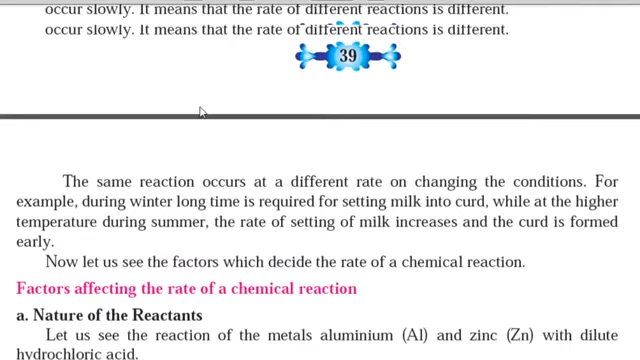 occur slowly. It means that the rate of different reactions is different.
occur slowly. It means that the rate of different reactions is different.
39
The same reaction occurs at a different rate on changing the conditions. For
example, during winter long time is required for setting milk into curd, while at the higher
temperature during summer, the rate of setting of milk increases and the curd is formed
early.
Now let us see the factors which decide the rate of a chemical reaction.
Factors affecting the rate of a chemical reaction
a. Nature of the Reactants
Let us see the reaction of the metals aluminium (Al) and zinc (Zn) with dilute
hydrochloric acid.